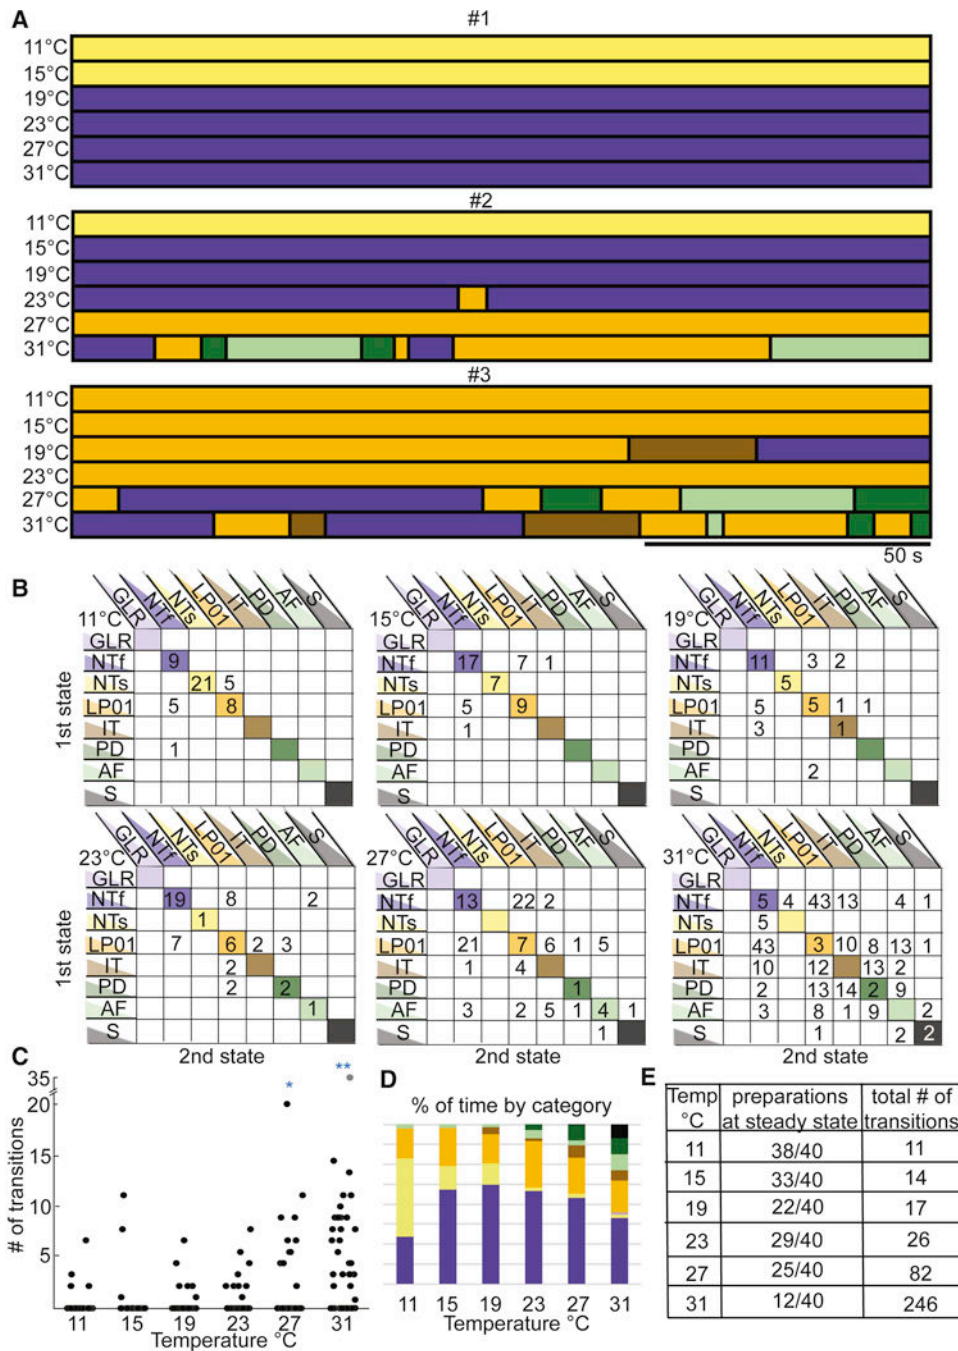 A
#1
11°C
15°C
19°C
23°C
27°C
31°C
#2
11°C
15°C
19°C
23°C
27°C
31°C
#3
11°C
15°C
19°C
23°C
27°C
31°C
50 s
B
11°C GLR NTf NTs LP01 IT PD AF S
1st state
GLR
NTf 9
NTs 21 5
LP01 5 8
IT
PD 1
AF
S
15°C GLR NTf NTs LP01 IT PD AF S
GLR
NTf 17 7 1
NTs 7
LP01 5 9
IT 1
PD
AF
S
19°C GLR NTf NTs LP01 IT PD AF S
GLR
NTf 11 3 2
NTs 5
LP01 5 5 1 1
IT 3 1
PD
AF 2
S
23°C GLR NTf NTs LP01 IT PD AF S
1st state
GLR
NTf 19 8 2
NTs 1
LP01 7 6 2 3
IT 2
PD 2 2
AF 1
S
27°C GLR NTf NTs LP01 IT PD AF S
GLR
NTf 13 22 2
NTs
LP01 21 7 6 1 5
IT 1 4
PD 1
AF 3 2 5 1 4 1
S 1
31°C GLR NTf NTs LP01 IT PD AF S
GLR
NTf 5 4 43 13 4 1
NTs 5
LP01 43 3 10 8 13 1
IT 10 12 13 2
PD 2 13 14 2 9
AF 3 8 1 9 2
S 1 2 2
2nd state
2nd state
C
# of transitions
35
20
15
10
5
*
**
11 15 19 23 27 31
Temperature °C
D
% of time by category
11 15 19 23 27 31
Temperature °C
E
Temp °C preparations at steady state total # of transitions
11 38/40 11
15 33/40 14
19 22/40 17
23 29/40 26
27 25/40 82
31 12/40 246